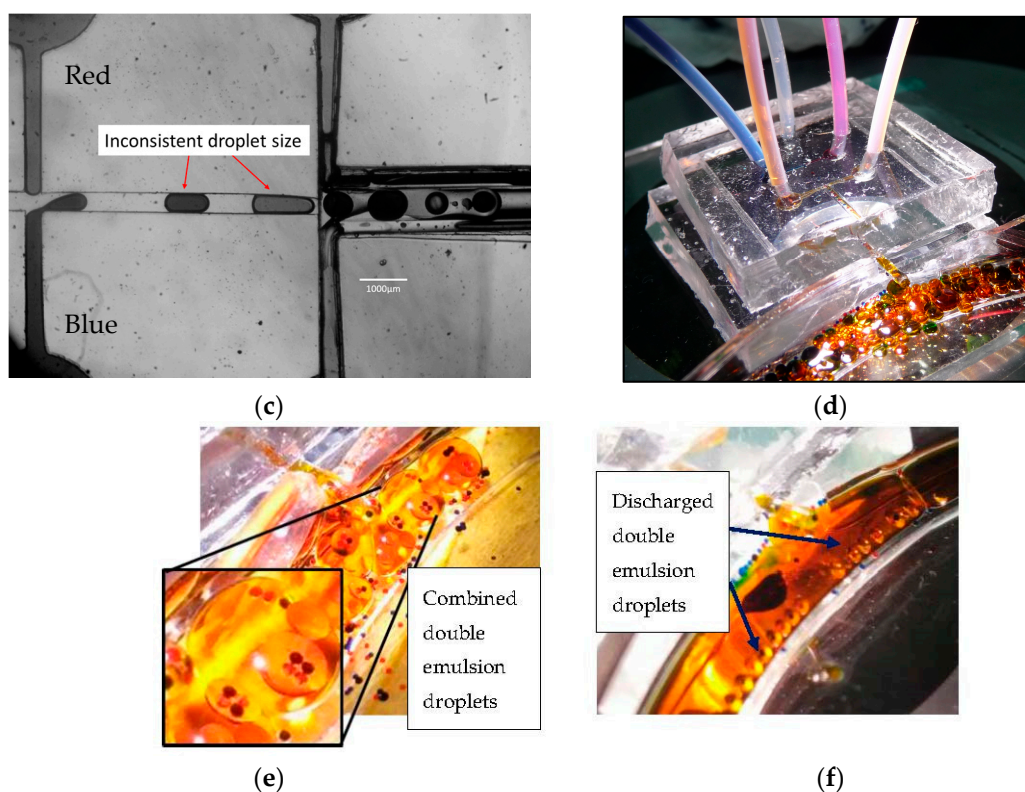 Red
Inconsistent droplet size
1000µm
Blue
(c)
(d)
Combined
double
emulsion
droplets
Discharged
double
emulsion
droplets
(e)
(f)